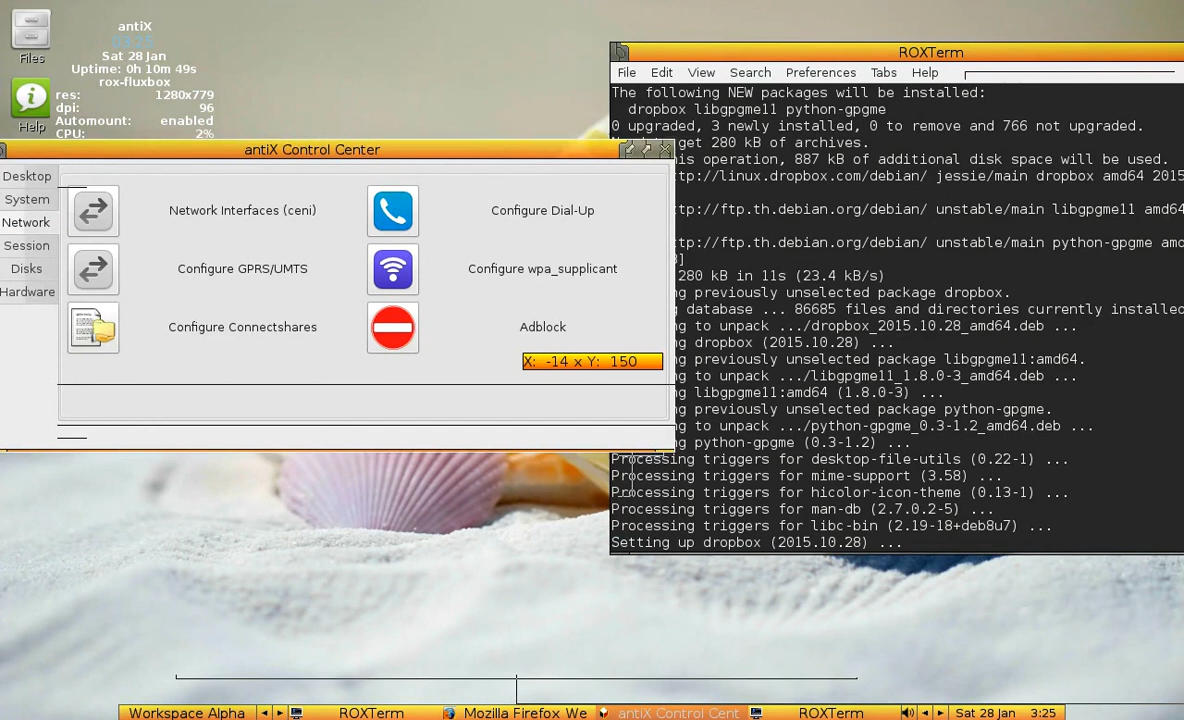 Files
antiX
03:25
Sat 28 Jan
Uptime: 0h 10m 49s
rox-fluxbox
res: 1280x779
dpi: 96
Automount: enabled
CPU: 2%
Help
antiX Control Center
Desktop
System
Network
Session
Disks
Hardware
Network Interfaces (ceni)
Configure Dial-Up
Configure GPRS/UMTS
Configure wpa_supplicant
Configure Connectshares
Adblock
X: -14 x Y: 150
ROXTerm
File Edit View Search Preferences Tabs Help
The following NEW packages will be installed:
dropbox libgpgme11 python-gpgme
0 upgraded, 3 newly installed, 0 to remove and 766 not upgraded.
get 280 kB of archives.
is operation, 887 kB of additional disk space will be used.
tp://linux.dropbox.com/debian/ jessie/main dropbox amd64 2015
tp://ftp.th.debian.org/debian/ unstable/main libgpgme11 amd64
tp://ftp.th.debian.org/debian/ unstable/main python-gpgme amd
]
280 kB in 11s (23.4 kB/s)
g previously unselected package dropbox.
g database ... 86685 files and directories currently installed
ng to unpack .../dropbox_2015.10.28_amd64.deb ...
ng dropbox (2015.10.28) ...
ng previously unselected package libgpgme11:amd64.
ng to unpack .../libgpgme11_1.8.0-3_amd64.deb ...
ng libgpgme11:amd64 (1.8.0-3) ...
ng previously unselected package python-gpgme.
ng to unpack .../python-gpgme_0.3-1.2_amd64.deb ...
ng python-gpgme (0.3-1.2) ...
Processing triggers for desktop-file-utils (0.22-1) ...
Processing triggers for mime-support (3.58) ...
Processing triggers for hicolor-icon-theme (0.13-1) ...
Processing triggers for man-db (2.7.0.2-5) ...
Processing triggers for libc-bin (2.19-18+deb8u7) ...
Setting up dropbox (2015.10.28) ...
Workspace Alpha ROXTerm Mozilla Firefox We antiX Control Cent ROXTerm Sat 28 Jan 3:25